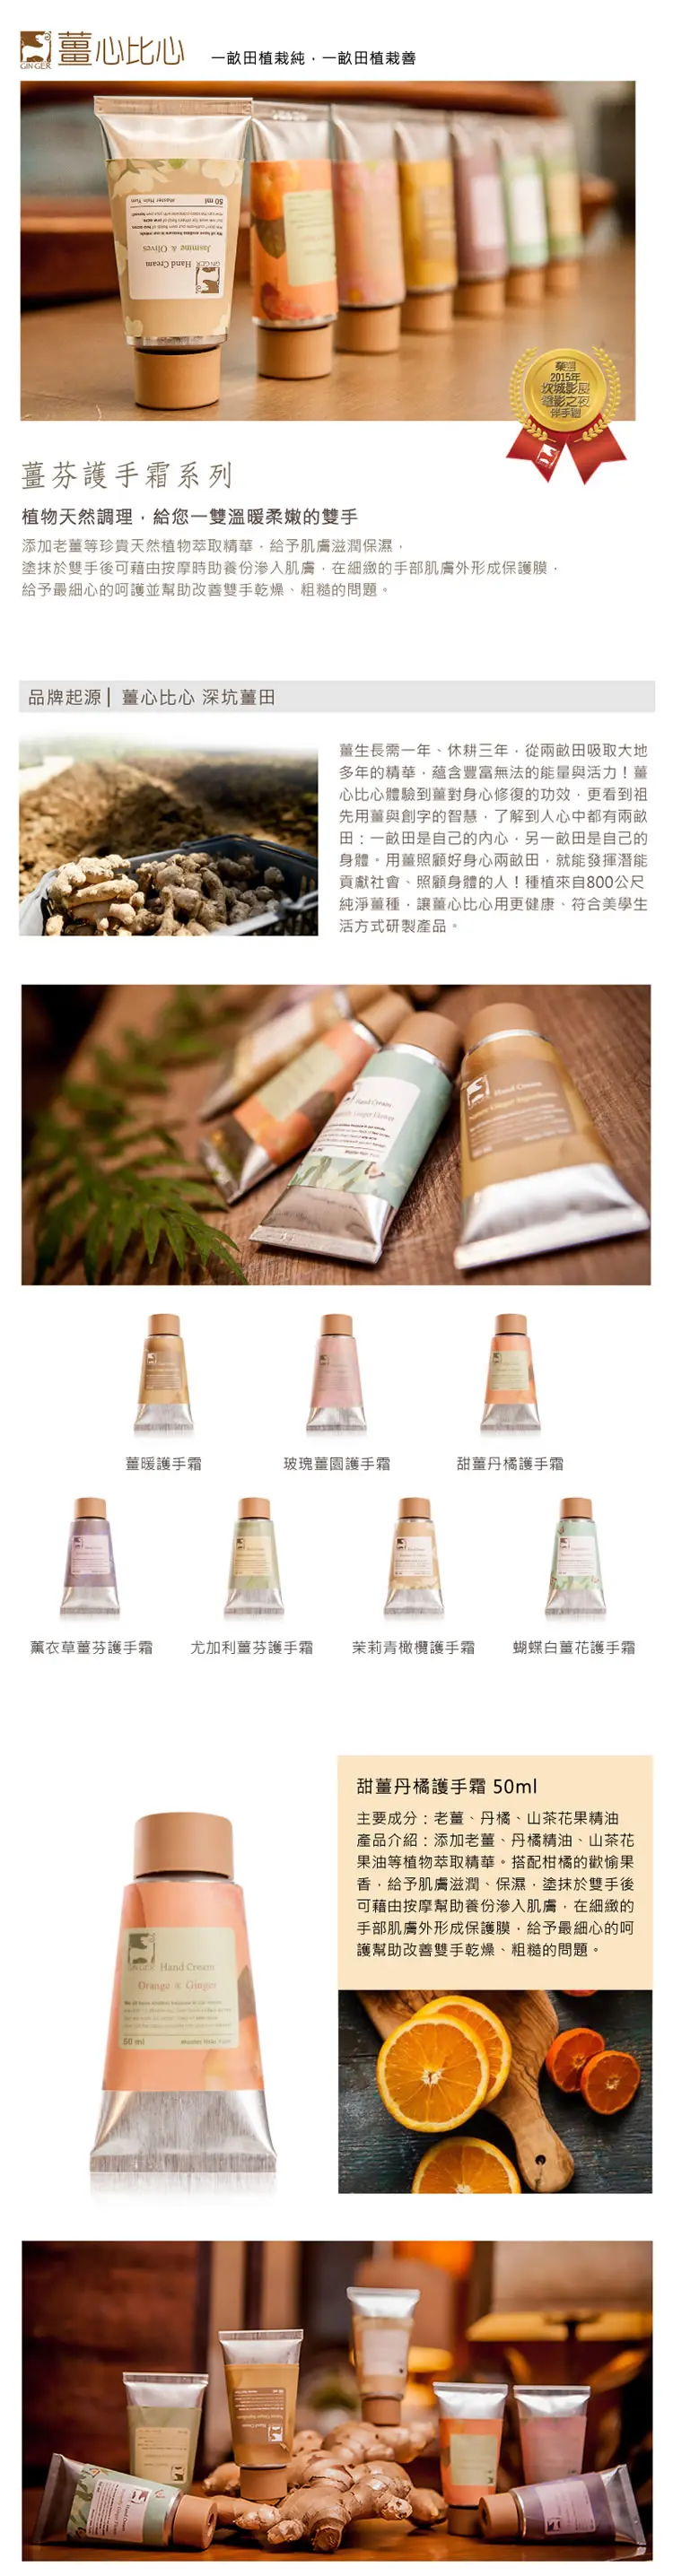 GINGER
薑心比心
一畝田植栽純，一畝田植栽善
50 ml
Master Hsin Yuan
Jasmine & Olives
Hand Cream
GINGER
榮登
2015年
坎城影展
電影之夜
伴手禮
薑芬護手霜系列
植物天然調理，給您一雙溫暖柔嫩的雙手
添加老薑等珍貴天然植物萃取精華，給予肌膚滋潤保濕，
塗抹於雙手後可藉由按摩時助養份滲入肌膚，在細緻的手部肌膚外形成保護膜，
給予最細心的呵護並幫助改善雙手乾燥、粗糙的問題。
品牌起源│薑心比心 深坑薑田
薑生長需一年、休耕三年，從兩畝田吸取大地
多年的精華，蘊含豐富無法的能量與活力！薑
心比心體驗到薑對身心修復的功效，更看到祖
先用薑與創字的智慧，了解到人心中都有兩畝
田：一畝田是自己的內心，另一畝田是自己的
身體。用薑照顧好身心兩畝田，就能發揮潛能
貢獻社會、照顧身體的人！種植來自800公尺
純淨薑種，讓薑心比心用更健康、符合美學生
活方式研製產品。
Hand Cream
Hand Cream
薑暖護手霜
玫瑰薑園護手霜
甜薑丹橘護手霜
薰衣草薑芬護手霜
尤加利薑芬護手霜
茉莉青橄欖護手霜
蝴蝶白薑花護手霜
甜薑丹橘護手霜 50ml
主要成分：老薑、丹橘、山茶花果精油
產品介紹：添加老薑、丹橘精油、山茶花
果油等植物萃取精華。搭配柑橘的歡愉果
香，給予肌膚滋潤、保濕，塗抹於雙手後
可藉由按摩幫助養份滲入肌膚，在細緻的
手部肌膚外形成保護膜，給予最細心的呵
護幫助改善雙手乾燥、粗糙的問題。
GINGER Hand Cream
Orange & Ginger
50 ml